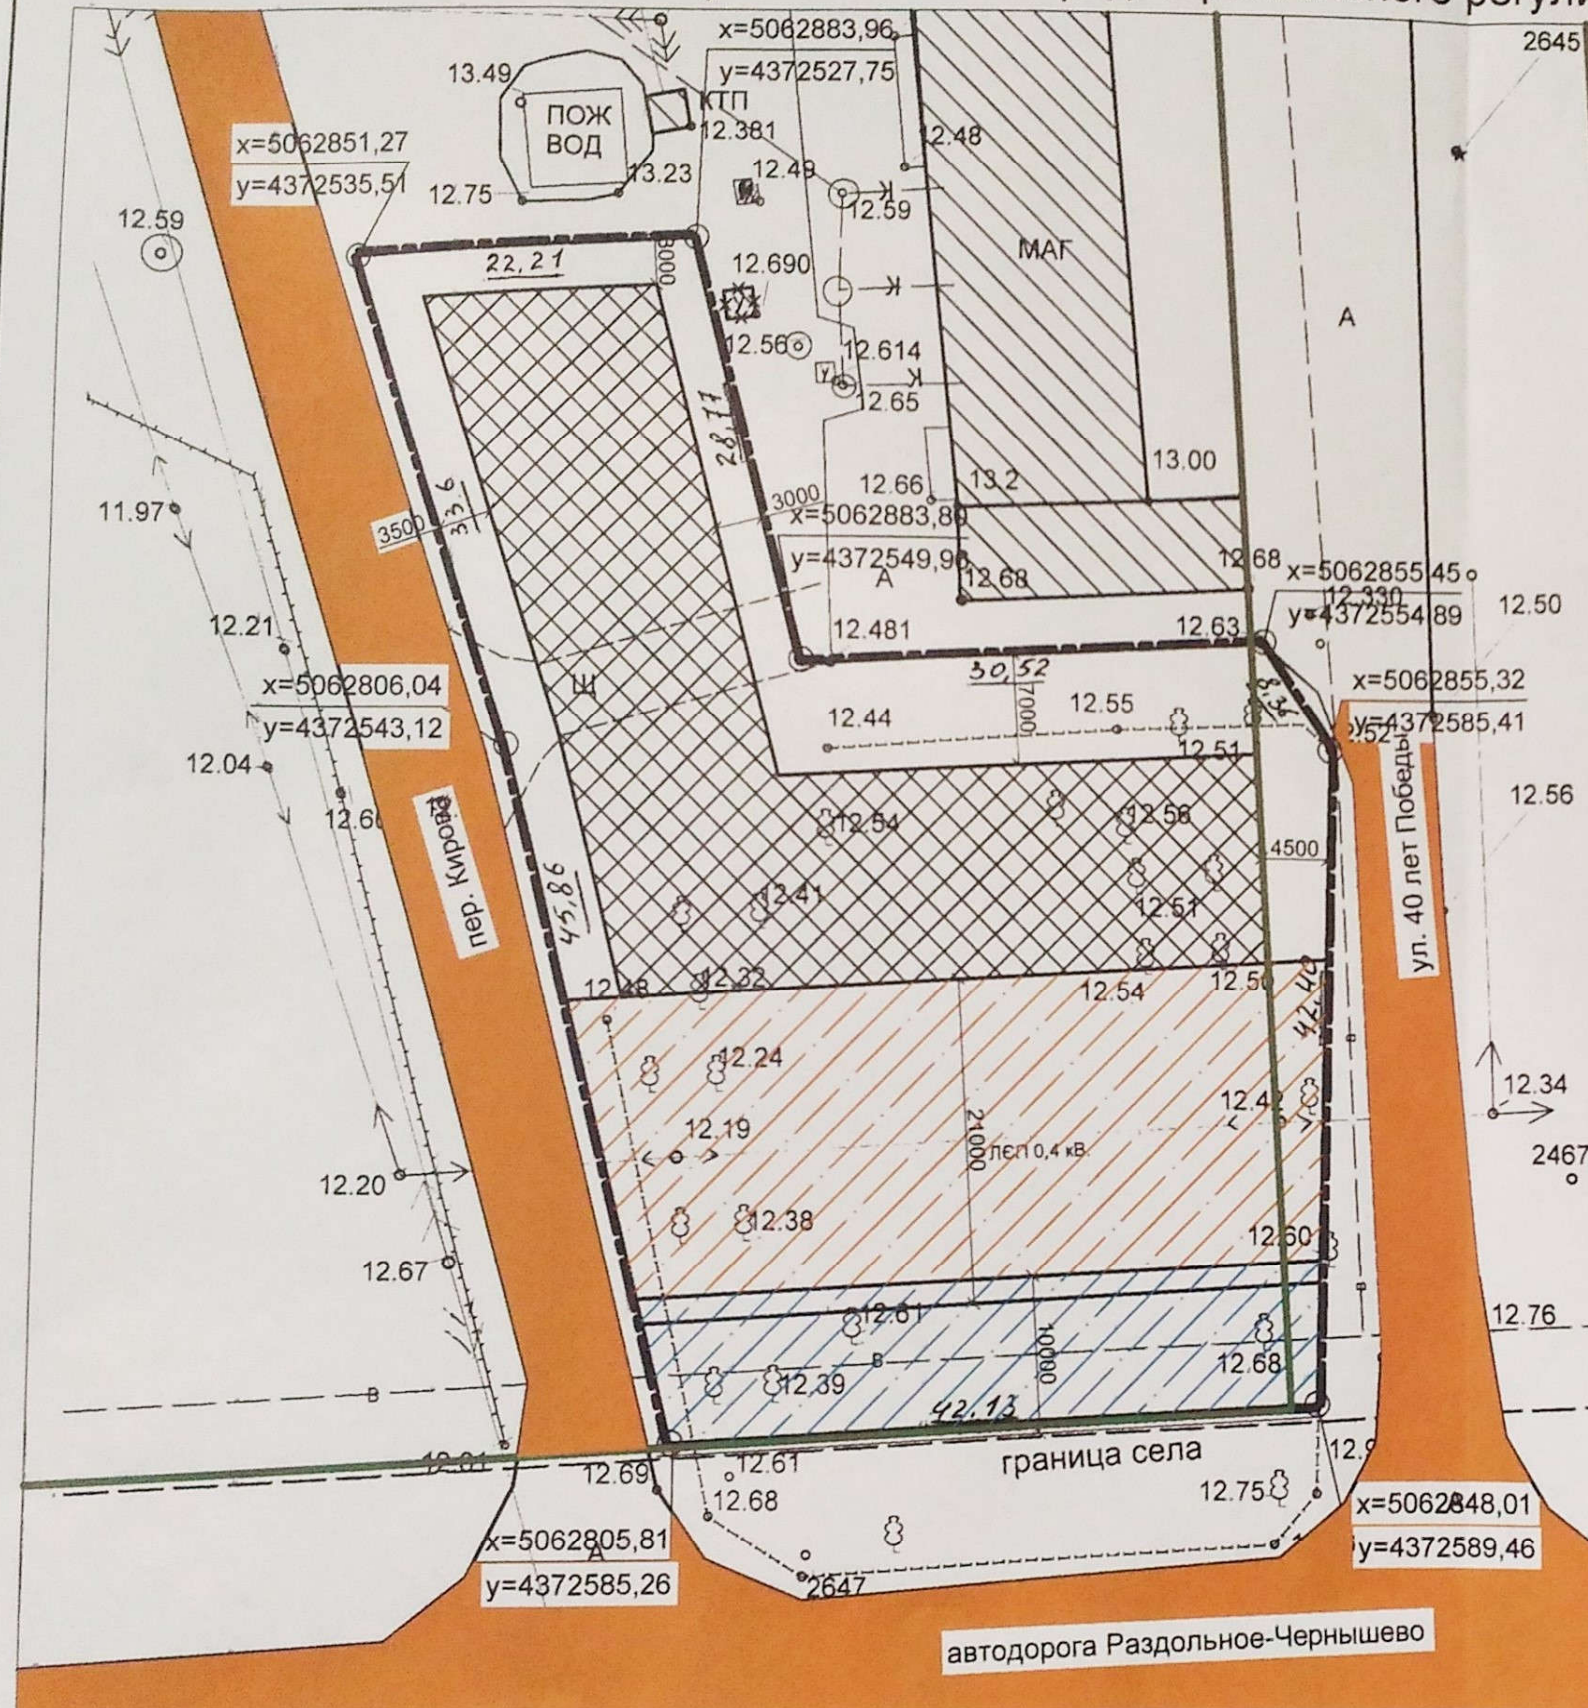 2645
x=5062883,96
y=4372527,75
13.49
ПОЖ
ВОД
КТП
12.381
12.48
x=5062851,27
y=4372535,51
12.75
13.23
12.49
12.59
12.59
22,21
3000
12.690
МАГ
К
К
К
А
12.56
12.614
У
12.65
28,77
33.6
3500
3000
12.66
13.2
13.00
11.97
x=5062883,80
y=4372549,96
А
12.68
12.68
x=5062855,45
12.330
y=4372554,89
12.50
12.21
12.481
12.63
30,52
8,36
x=5062806,04
y=4372543,12
Щ
7000
x=5062855,32
y=4372585,41
12.44
12.55
12.51
12.04
12.54
12.56
12.56
пер. Кирова
ул. 40 лет Победы
4500
45,86
12.41
12.51
12.32
12.54
42,40
12.24
12.34
12.19
21000
ЛЕП 0,4 кВ.
2467
12.20
12.38
12.60
12.67
В
В
12.61
12.76
10000
В
12.68
В
12.39
42.13
граница села
12.69
12.61
12.68
12.75
x=5062848,01
y=4372589,46
x=5062805,81
А
y=4372585,26
2647
автодорога Раздольное-Чернышево